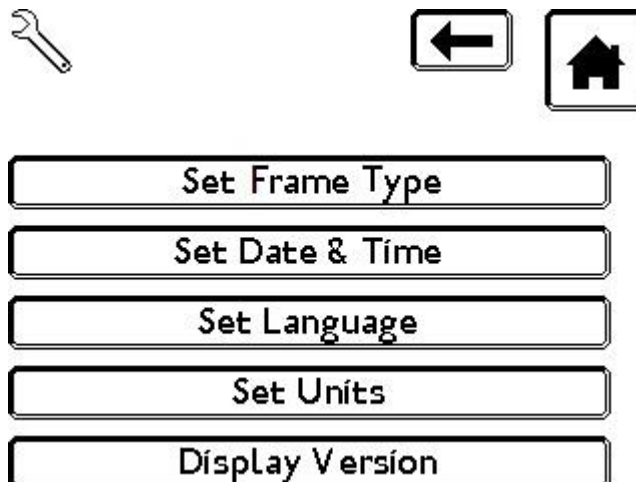 Set Frame Type
Set Date & Time
Set Language
Set Units
Display Version